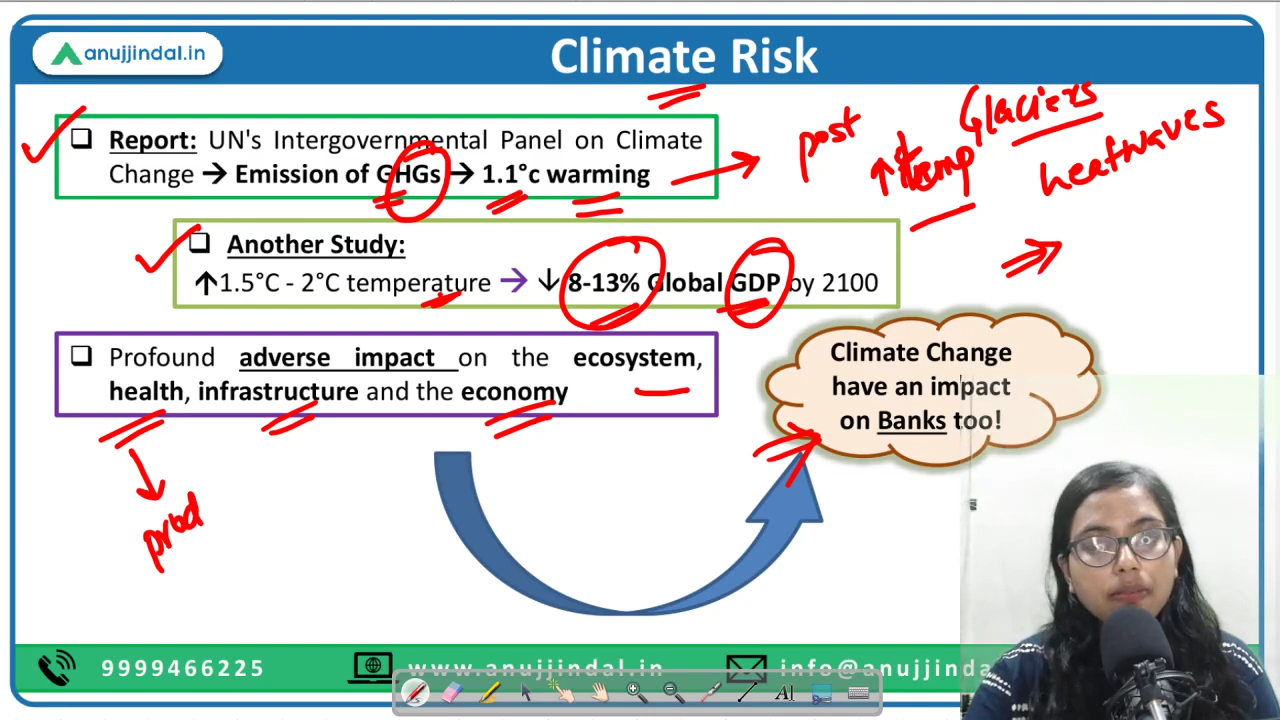 anujjindal.in
Climate Risk
❑ Report: UN's Intergovernmental Panel on Climate
Change → Emission of GHGs → 1.1°c warming
post
↑ temp
Glaciers
heatwaves
❑ Another Study:
↑1.5°C - 2°C temperature → ↓ 8-13% Global GDP by 2100
❑ Profound adverse impact on the ecosystem,
health, infrastructure and the economy
prod
Climate Change
have an impact
on Banks too!
9999466225
www.anujjindal.in
info@anujjinda
AI